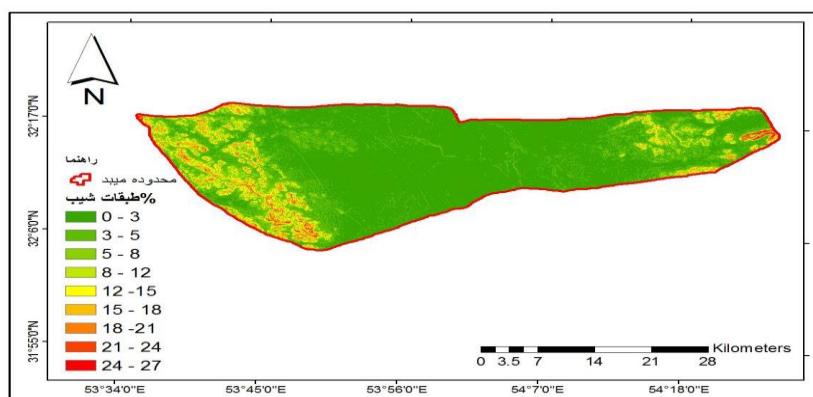 N
32°17'0"N
32°6'0"N
31°55'0"N
راهنما
محدوده میبد
%طبقات شیب
0 - 3
3 - 5
5 - 8
8 - 12
12 -15
15 - 18
18 -21
21 - 24
24 - 27
Kilometers
0 3.5 7 14 21 28
53°34'0"E 53°45'0"E 53°56'0"E 54°7'0"E 54°18'0"E